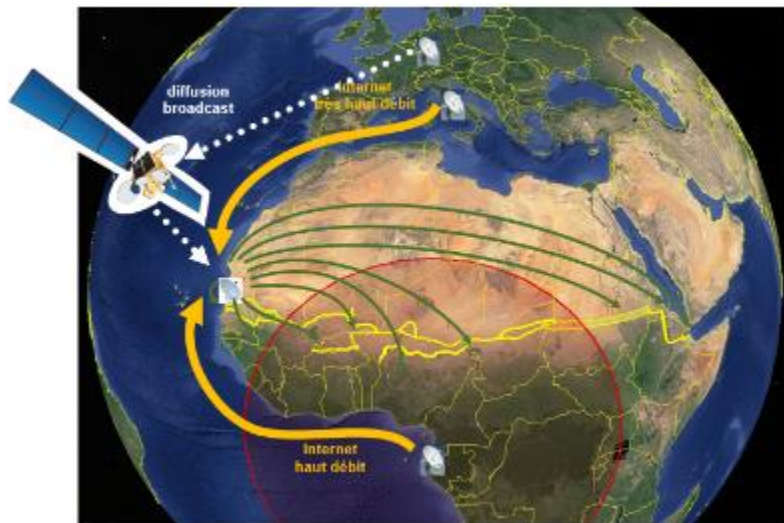 diffusion
broadcast
Internet
très haut débit
Internet
haut débit